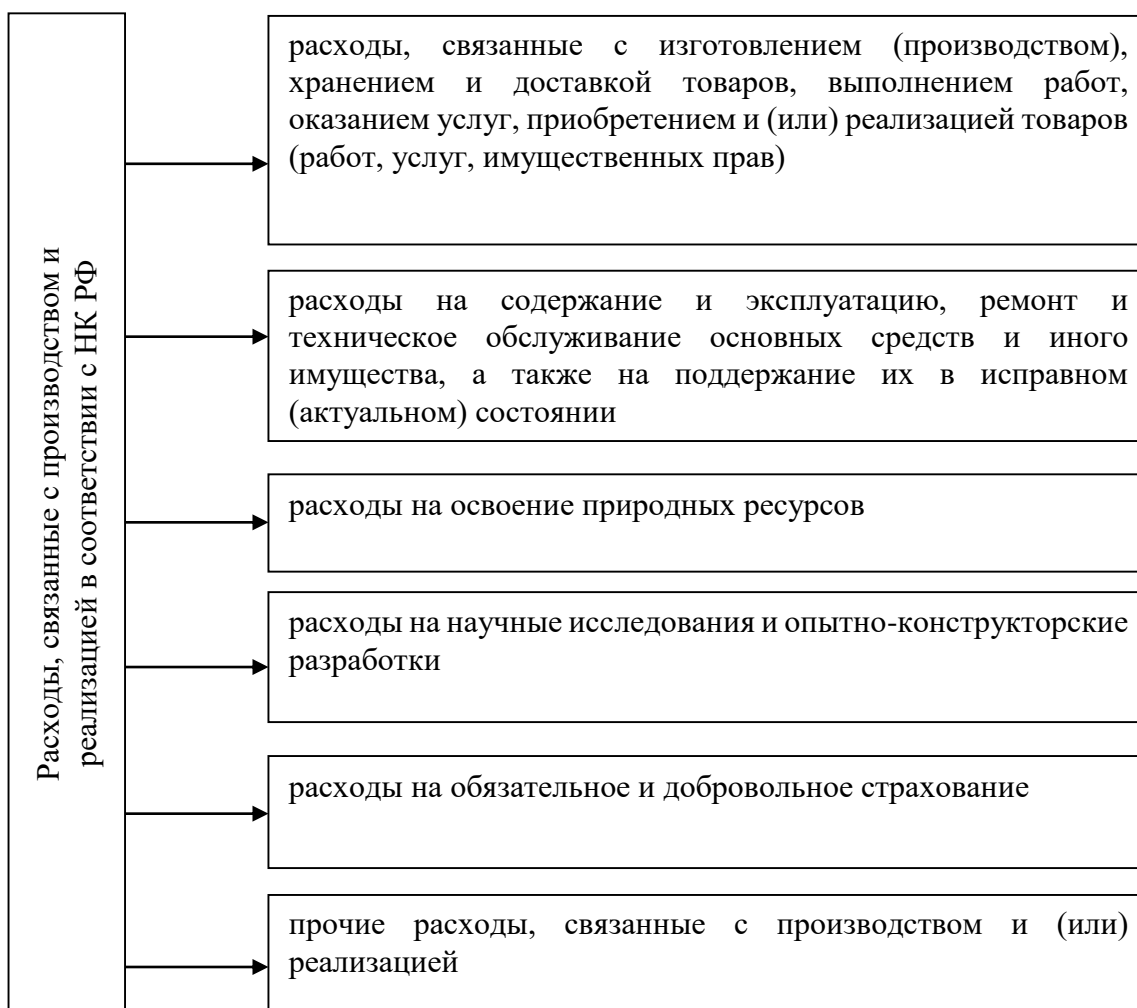 Расходы, связанные с производством и
реализацией в соответствии с НК РФ
расходы, связанные с изготовлением (производством),
хранением и доставкой товаров, выполнением работ,
оказанием услуг, приобретением и (или) реализацией товаров
(работ, услуг, имущественных прав)
расходы на содержание и эксплуатацию, ремонт и
техническое обслуживание основных средств и иного
имущества, а также на поддержание их в исправном
(актуальном) состоянии
расходы на освоение природных ресурсов
расходы на научные исследования и опытно-конструкторские
разработки
расходы на обязательное и добровольное страхование
прочие расходы, связанные с производством и (или)
реализацией